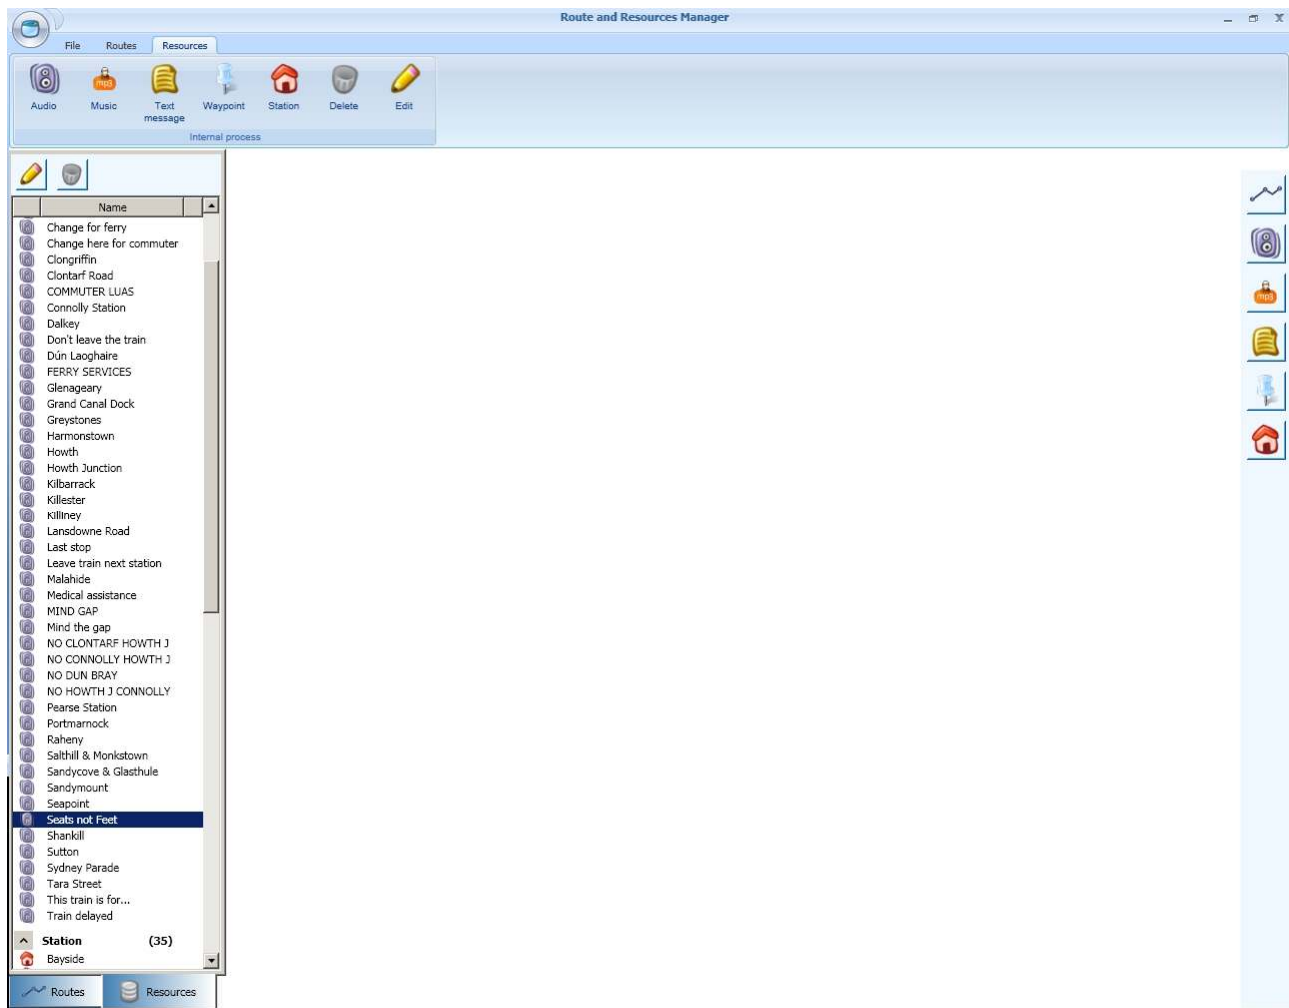 Route and Resources Manager
File Routes Resources
Audio Music Text message Waypoint Station Delete Edit
Internal process
Name
Change for ferry
Change here for commuter
Clongriffin
Clontarf Road
COMMUTER LUAS
Connolly Station
Dalkey
Don't leave the train
Dún Laoghaire
FERRY SERVICES
Glenageary
Grand Canal Dock
Greystones
Harmonstown
Howth
Howth Junction
Kilbarrack
Killester
Killiney
Lansdowne Road
Last stop
Leave train next station
Malahide
Medical assistance
MIND GAP
Mind the gap
NO CLONTARF HOWTH J
NO CONNOLLY HOWTH J
NO DUN BRAY
NO HOWTH J CONNOLLY
Pearse Station
Portmarnock
Raheny
Salthill & Monkstown
Sandycove & Glasthule
Sandymount
Seapoint
Seats not Feet
Shankill
Sutton
Sydney Parade
Tara Street
This train is for...
Train delayed
Station (35)
Bayside
Routes Resources
mp3